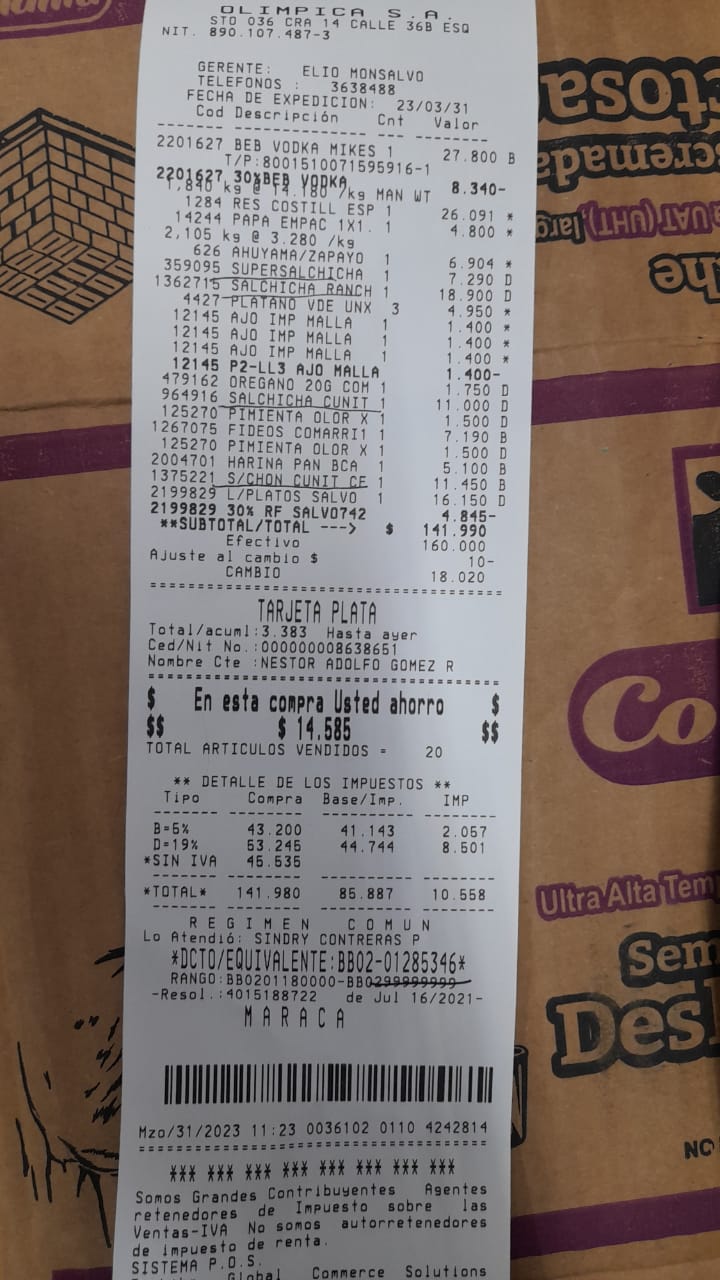 OLIMPICA S.A.
STO 036 CRA 14 CALLE 36B ESQ
NIT. 890.107.487-3
GERENTE: ELIO MONSALVO
TELEFONOS : 3638488
FECHA DE EXPEDICION: 23/03/31
Cod Descripción Cnt Valor
2201627 BEB VODKA MIKES 1 27.800 B
T/P:8001510071595916-1
2201627 30%BEB VODKA 8.340-
1,840 kg @ 14.180 /kg MAN WT
1284 RES COSTILL ESP 1 26.091 *
14244 PAPA EMPAC 1X1. 1 4.800 *
2,105 kg @ 3.280 /kg
626 AHUYAMA/ZAPAYO 1 6.904 *
359095 SUPERSALCHICHA 1 7.290 D
1362715 SALCHICHA RANCH 1 18.900 D
4427 PLATANO VDE UNX 3 4.950 *
12145 AJO IMP MALLA 1 1.400 *
12145 AJO IMP MALLA 1 1.400 *
12145 AJO IMP MALLA 1 1.400 *
12145 P2-LL3 AJO MALLA 1.400-
479162 OREGANO 20G COM 1 1.750 D
964916 SALCHICHA CUNIT 1 11.000 D
125270 PIMIENTA OLOR X 1 1.500 D
1267075 FIDEOS COMARRI1 1 7.190 B
125270 PIMIENTA OLOR X 1 1.500 D
2004701 HARINA PAN BCA 1 5.100 B
1375221 S/CHON CUNIT CF 1 11.450 B
2199829 L/PLATOS SALVO 1 16.150 D
2199829 30% RF SALVO742 4.845-
**SUBTOTAL/TOTAL ---> $ 141.990
Efectivo 160.000
Ajuste al cambio $ 10-
CAMBIO 18.020
TARJETA PLATA
Total/acuml:3.383 Hasta ayer
Ced/Nit No.:000000008638651
Nombre Cte :NESTOR ADOLFO GOMEZ R
$ En esta compra Usted ahorro $
$$ $ 14.585 $$
TOTAL ARTICULOS VENDIDOS = 20
** DETALLE DE LOS IMPUESTOS **
Tipo Compra Base/Imp. IMP
B=5% 43.200 41.143 2.057
D=19% 53.245 44.744 8.501
*SIN IVA 45.535
*TOTAL* 141.980 85.887 10.558
REGIMEN COMUN
Lo Atendió: SINDRY CONTRERAS P
*DCTO/EQUIVALENTE:BB02-01285346*
RANGO:BB0201180000-BB0299999999
-Resol.:4015188722 de Jul 16/2021-
MARACA
Mzo/31/2023 11:23 0036102 0110 4242814
*** *** *** *** *** *** *** ***
Somos Grandes Contribuyentes Agentes
retenedores de Impuesto sobre las
Ventas-IVA No somos autorretenedores
de impuesto de renta.
SISTEMA P.O.S.
Global Commerce Solutions
Co
Ultra Alta Tem
Sem
Desl
NO